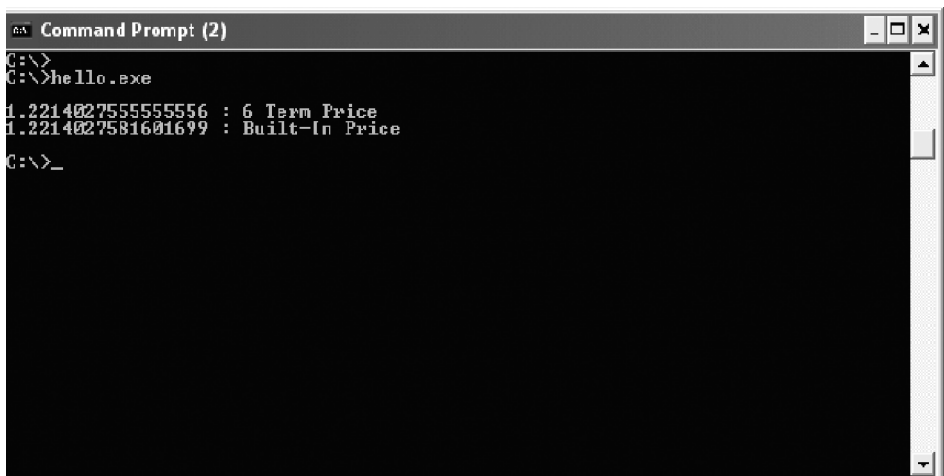 Command Prompt (2)
C:\>
C:\>hello.exe
1.2214027555555556 : 6 Term Price
1.2214027581601699 : Built-In Price
C:\>_